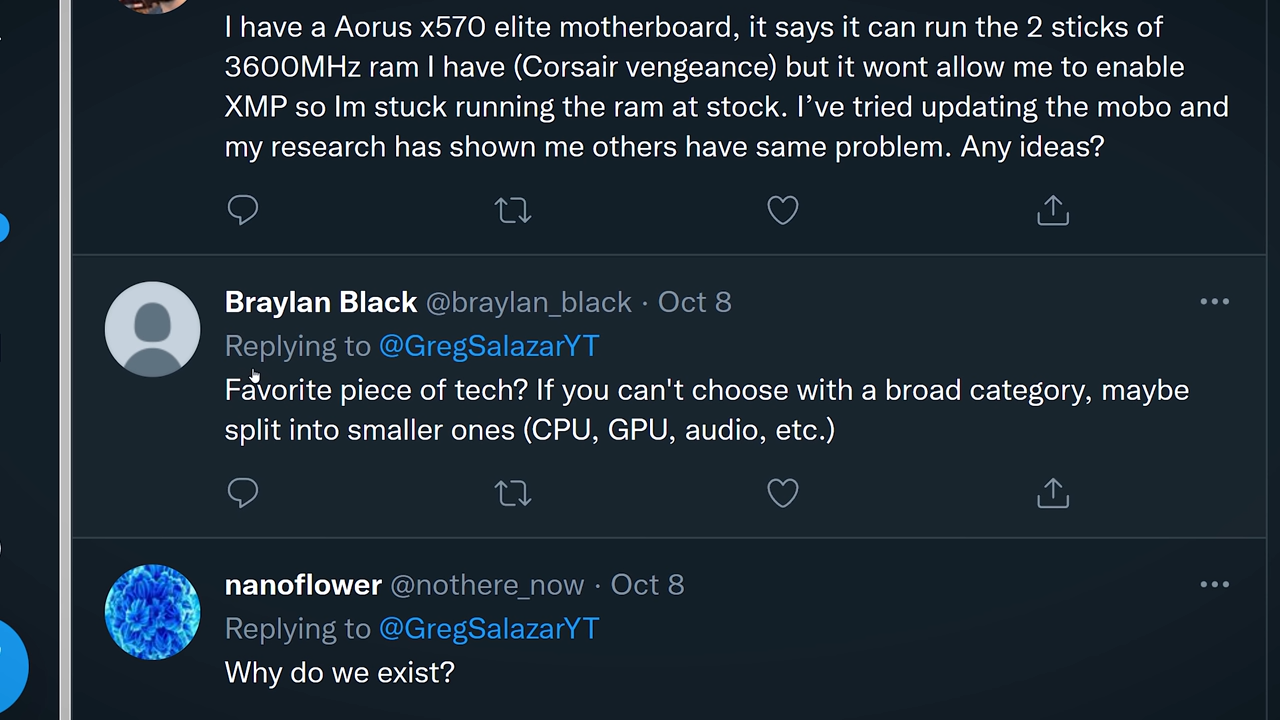 I have a Aorus x570 elite motherboard, it says it can run the 2 sticks of
3600MHz ram I have (Corsair vengeance) but it wont allow me to enable
XMP so Im stuck running the ram at stock. I’ve tried updating the mobo and
my research has shown me others have same problem. Any ideas?
Braylan Black @braylan_black · Oct 8
Replying to @GregSalazarYT
Favorite piece of tech? If you can't choose with a broad category, maybe
split into smaller ones (CPU, GPU, audio, etc.)
nanoflower @nothere_now · Oct 8
Replying to @GregSalazarYT
Why do we exist?